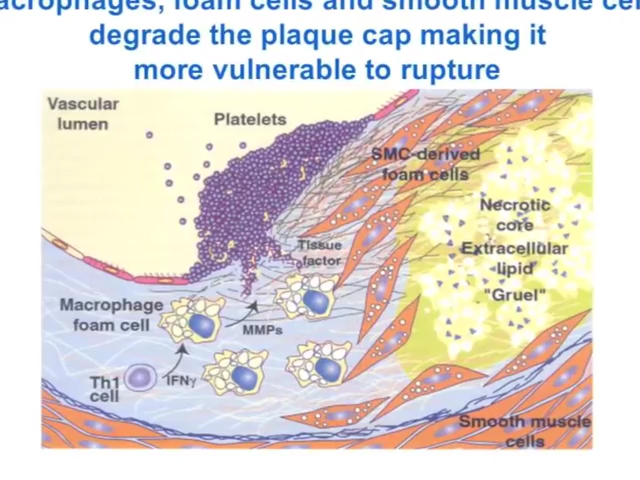 acrophages, foam cells and smooth muscle cel
degrade the plaque cap making it
more vulnerable to rupture
Vascular
lumen
Platelets
SMC-derived
foam cells
Necrotic
core
Extracellular
lipid
"Gruel"
Tissue
factor
Macrophage
foam cell
MMPs
Th1
cell
IFNγ
Smooth muscle
cells